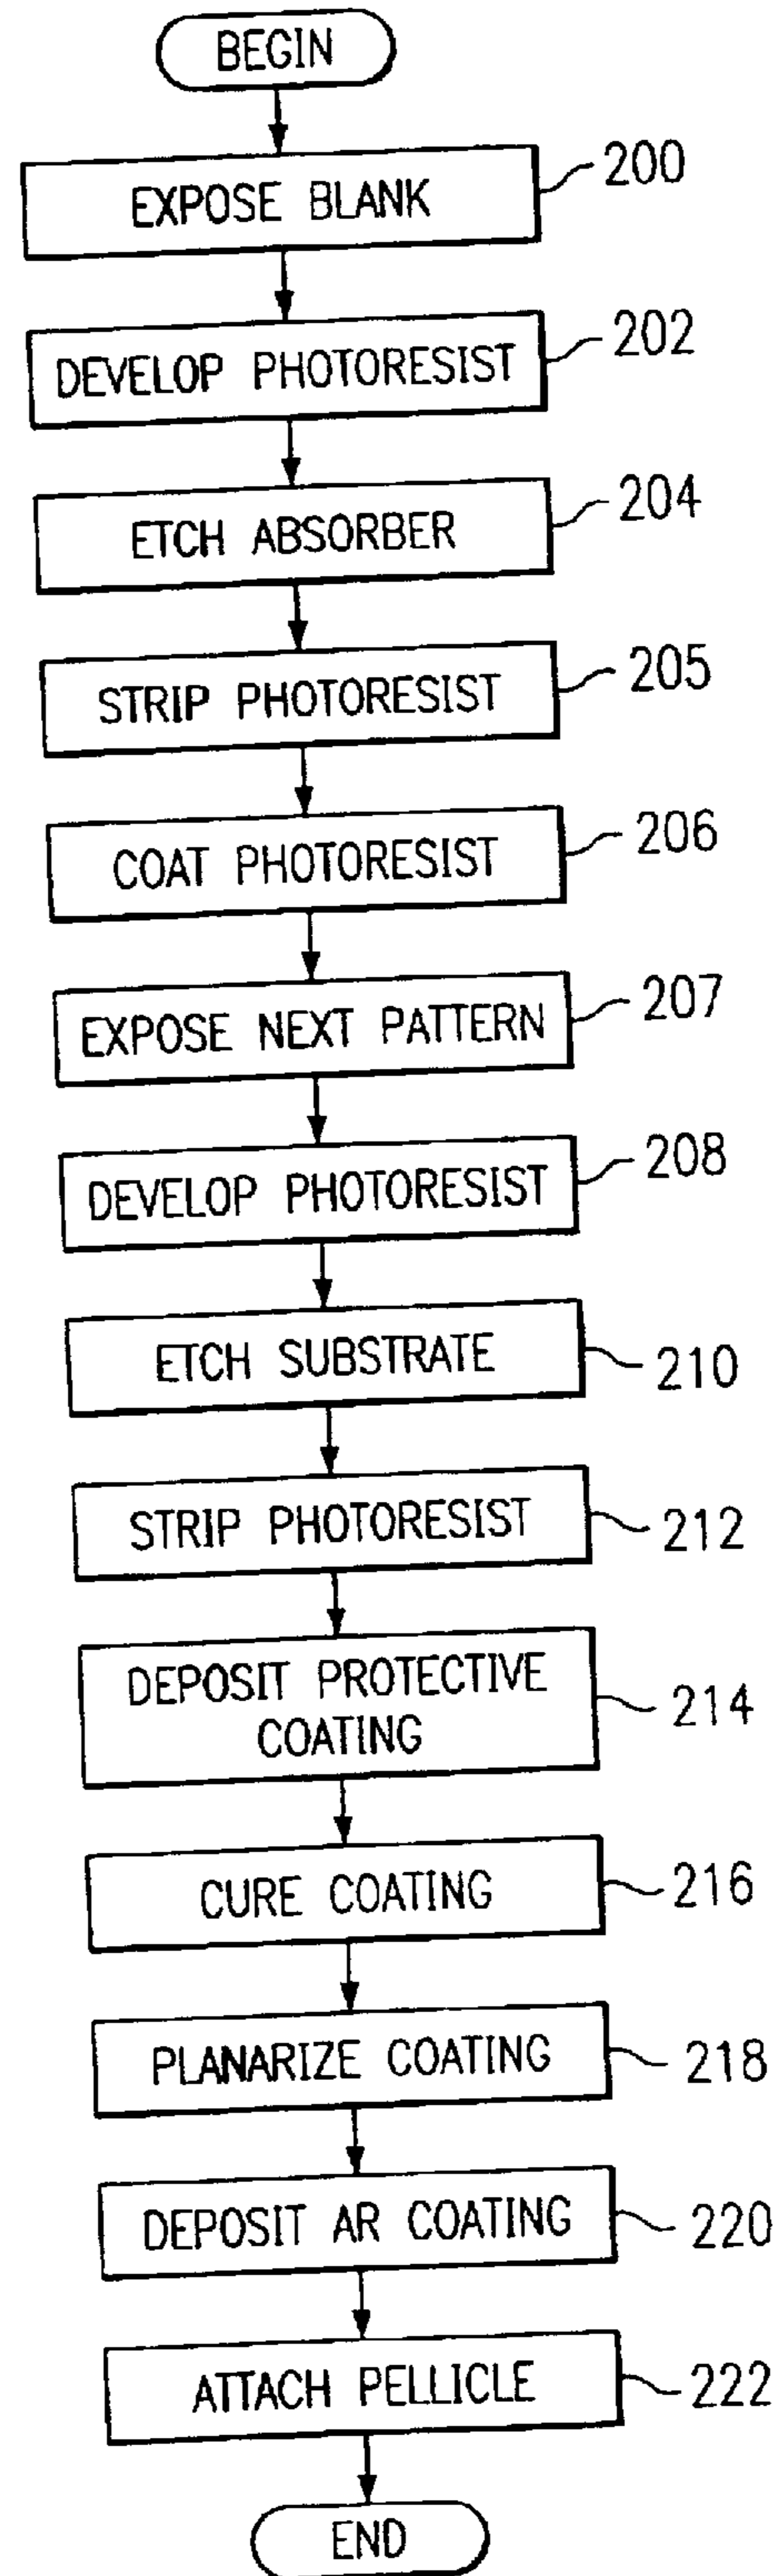 BEGIN
EXPOSE BLANK
200
DEVELOP PHOTORESIST
202
ETCH ABSORBER
204
STRIP PHOTORESIST
205
COAT PHOTORESIST
206
EXPOSE NEXT PATTERN
207
DEVELOP PHOTORESIST
208
ETCH SUBSTRATE
210
STRIP PHOTORESIST
212
DEPOSIT PROTECTIVE
COATING
214
CURE COATING
216
PLANARIZE COATING
218
DEPOSIT AR COATING
220
ATTACH PELLICLE
222
END